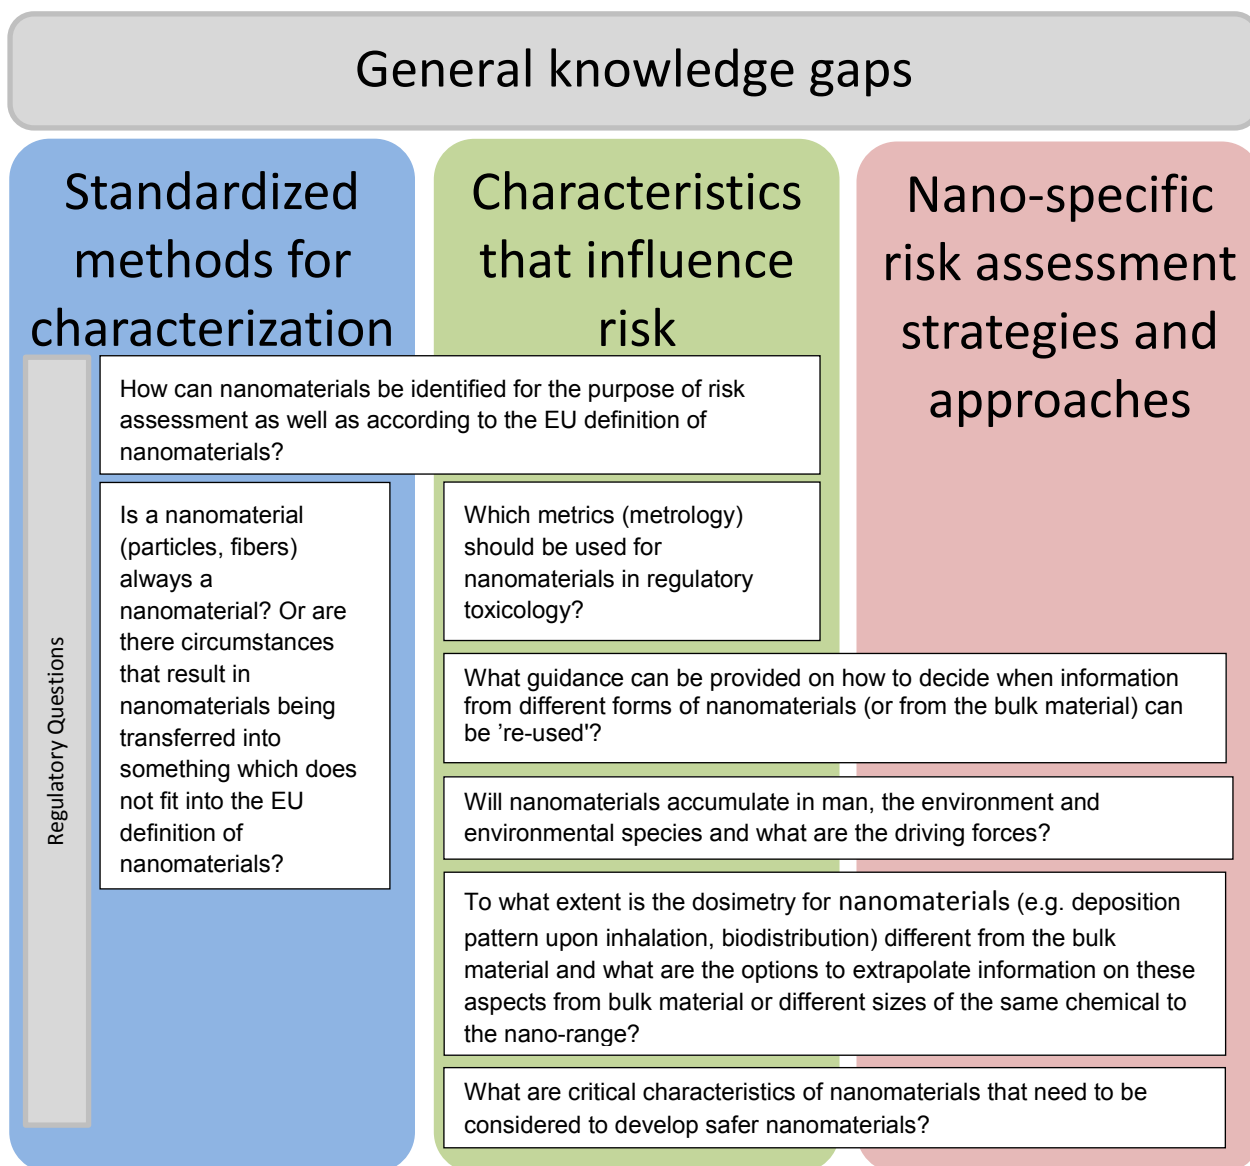 General knowledge gaps
Standardized
methods for
characterization
Characteristics
that influence
risk
Nano-specific
risk assessment
strategies and
approaches
Regulatory Questions
How can nanomaterials be identified for the purpose of risk
assessment as well as according to the EU definition of
nanomaterials?
Is a nanomaterial
(particles, fibers)
always a
nanomaterial? Or are
there circumstances
that result in
nanomaterials being
transferred into
something which does
not fit into the EU
definition of
nanomaterials?
Which metrics (metrology)
should be used for
nanomaterials in regulatory
toxicology?
What guidance can be provided on how to decide when information
from different forms of nanomaterials (or from the bulk material) can
be ’re-used'?
Will nanomaterials accumulate in man, the environment and
environmental species and what are the driving forces?
To what extent is the dosimetry for nanomaterials (e.g. deposition
pattern upon inhalation, biodistribution) different from the bulk
material and what are the options to extrapolate information on these
aspects from bulk material or different sizes of the same chemical to
the nano-range?
What are critical characteristics of nanomaterials that need to be
considered to develop safer nanomaterials?